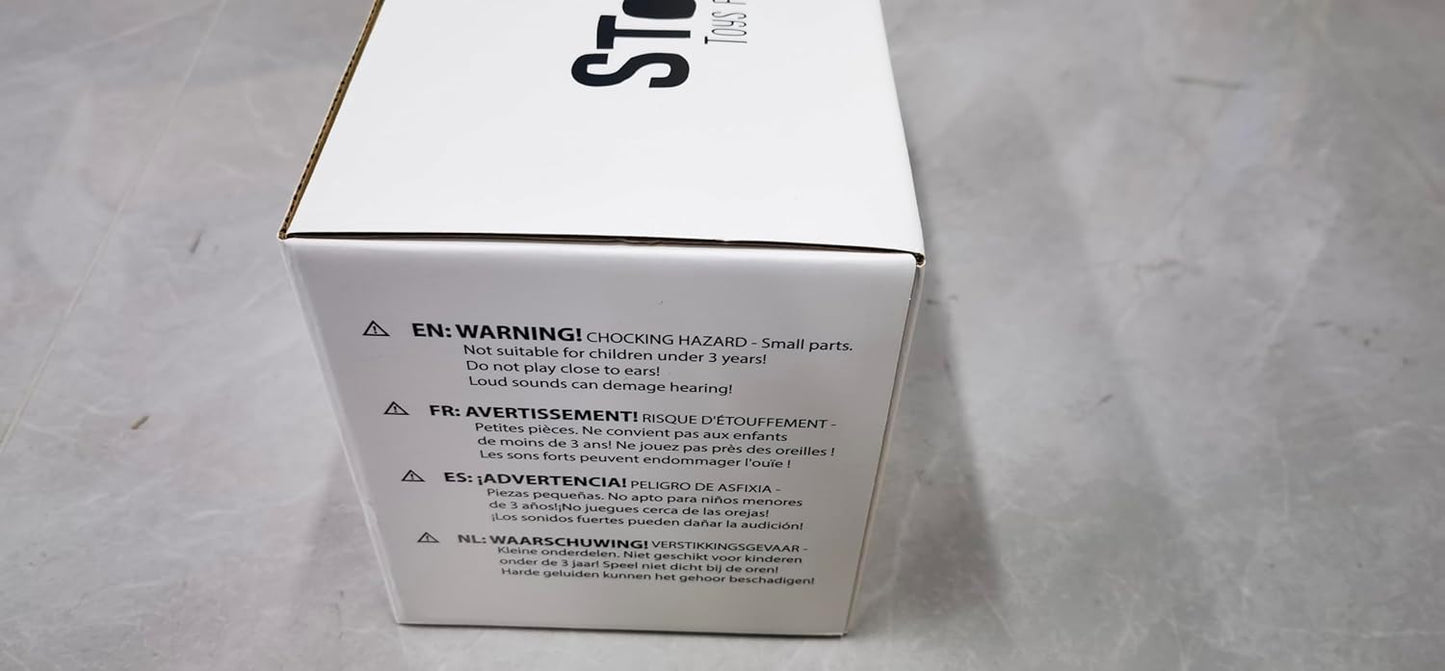 Toys
EN: WARNING! CHOCKING HAZARD - Small parts.
Not suitable for children under 3 years!
Do not play close to ears!
Loud sounds can demage hearing!
FR: AVERTISSEMENT! RISQUE D'ÉTOUFFEMENT -
Petites pièces. Ne convient pas aux enfants
de moins de 3 ans! Ne jouez pas près des oreilles !
Les sons forts peuvent endommager l'ouïe !
ES: ¡ADVERTENCIA! PELIGRO DE ASFIXIA -
Piezas pequeñas. No apto para niños menores
de 3 años!¡No juegues cerca de las orejas!
¡Los sonidos fuertes pueden dañar la audición!
NL: WAARSCHUWING! VERSTIKKINGSGEVAAR -
Kleine onderdelen. Niet geschikt voor kinderen
onder de 3 jaar! Speel niet dicht bij de oren!
Harde geluiden kunnen het gehoor beschadigen!